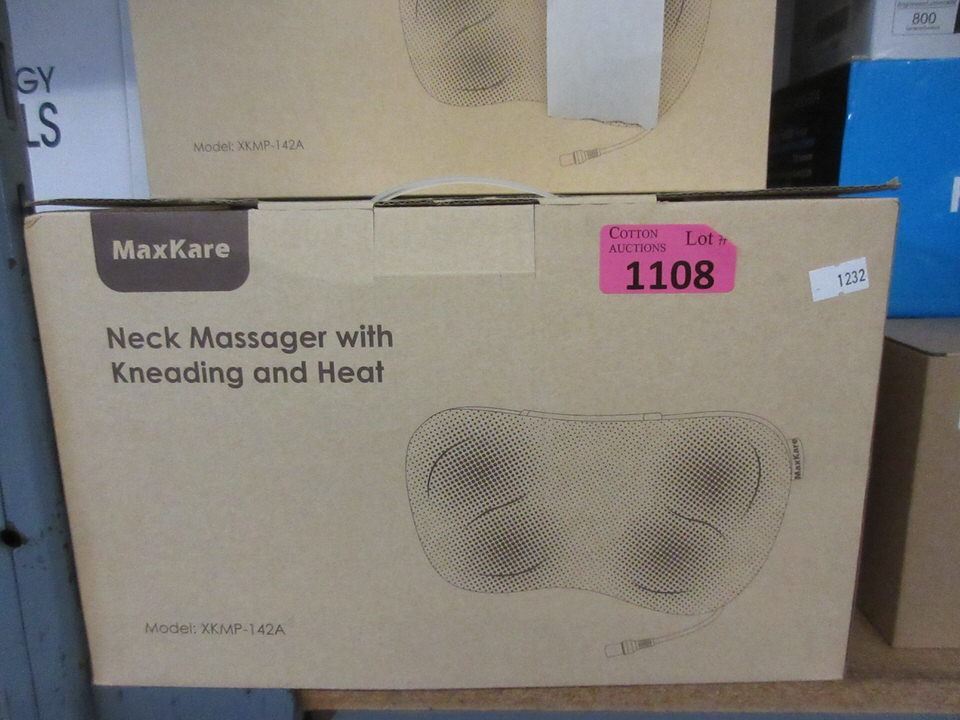 GY
LS
Model: XKMP-142A
800
MaxKare
COTTON
AUCTIONS
Lot
1108
1232
Neck Massager with
Kneading and Heat
MaxKare
Model: XKMP-142A